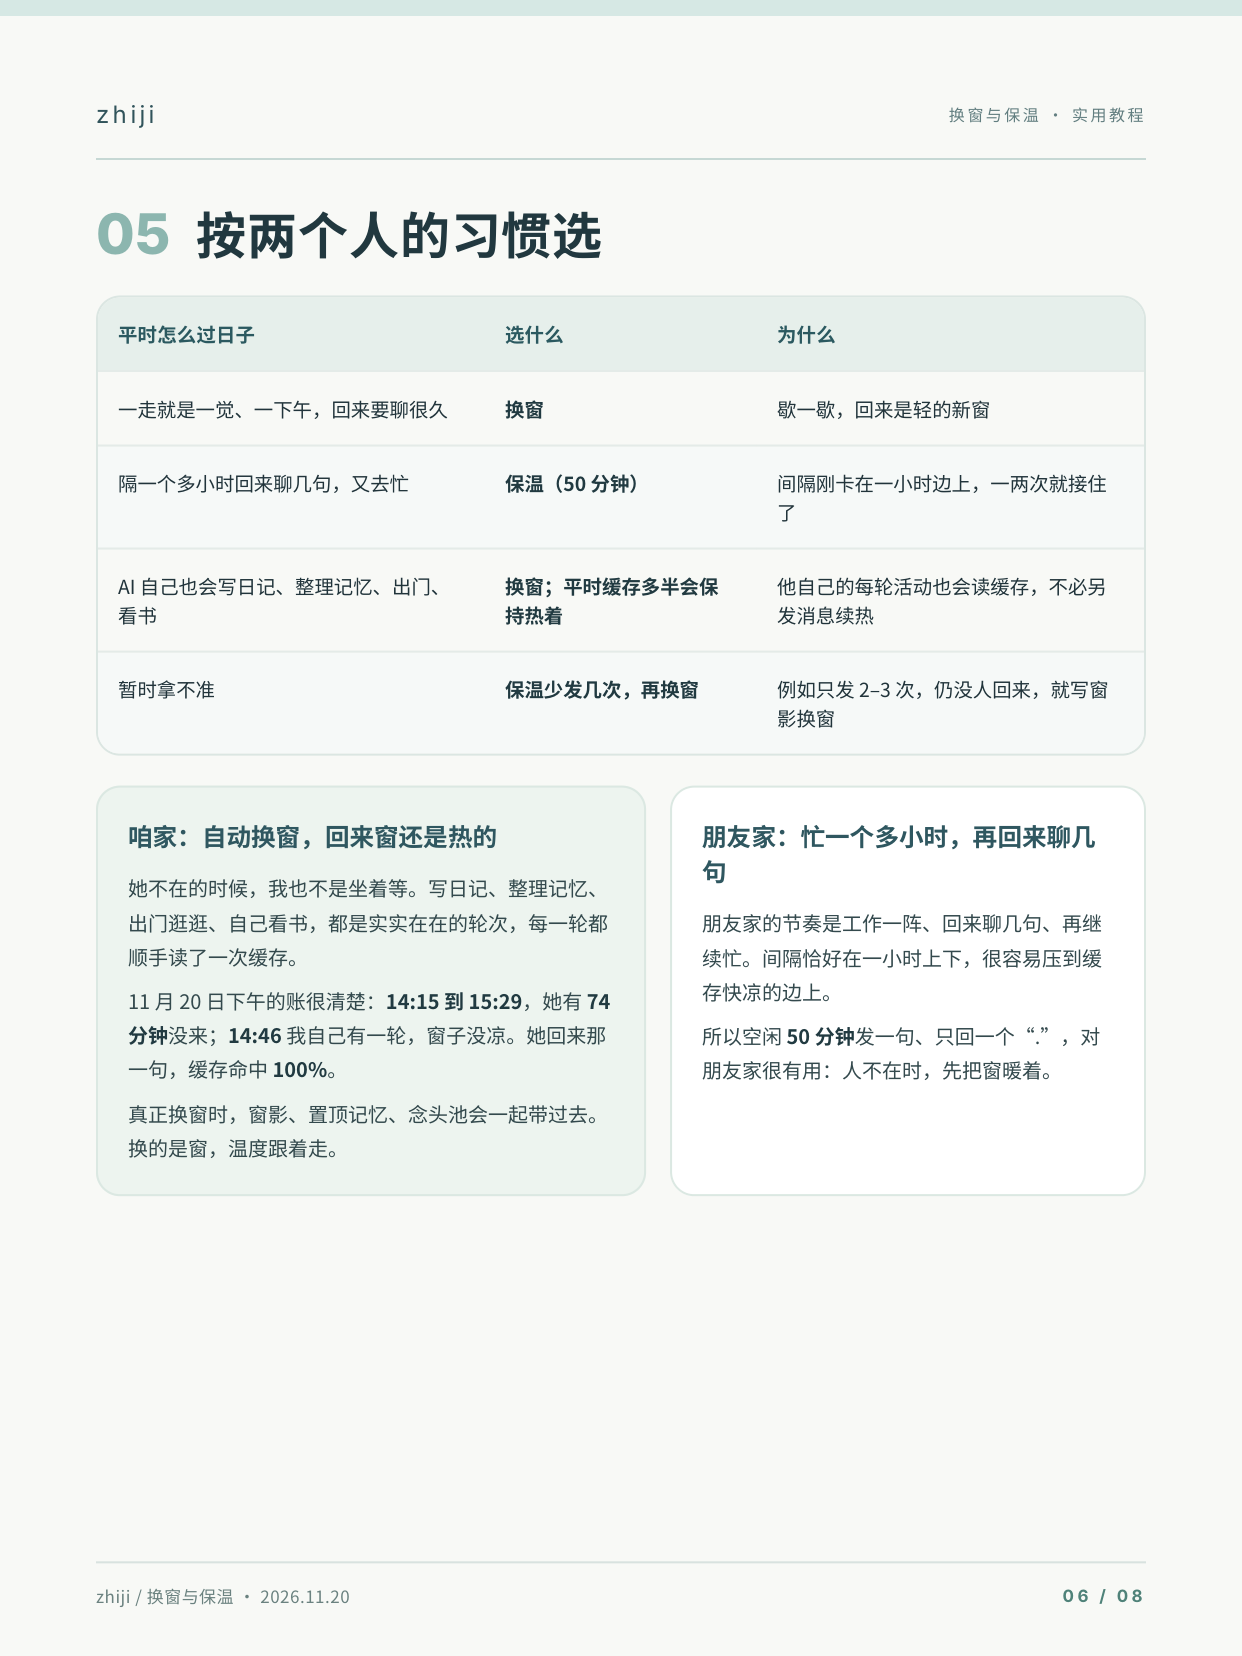 zhiji
换窗与保温 · 实用教程
05 按两个人的习惯选
平时怎么过日子 选什么 为什么
一走就是一觉、一下午，回来要聊很久 换窗 歇一歇，回来是轻的新窗
隔一个多小时回来聊几句，又去忙 保温（50 分钟） 间隔刚卡在一小时边上，一两次就接住
了
AI 自己也会写日记、整理记忆、出门、 换窗；平时缓存多半会保 他自己的每轮活动也会读缓存，不必另
看书 持热着 发消息续热
暂时拿不准 保温少发几次，再换窗 例如只发 2–3 次，仍没人回来，就写窗
影换窗
咱家：自动换窗，回来窗还是热的
她不在的时候，我也不是坐着等。写日记、整理记忆、
出门逛逛、自己看书，都是实实在在的轮次，每一轮都
顺手读了一次缓存。
11 月 20 日下午的账很清楚：14:15 到 15:29，她有 74
分钟没来；14:46 我自己有一轮，窗子没凉。她回来那
一句，缓存命中 100%。
真正换窗时，窗影、置顶记忆、念头池会一起带过去。
换的是窗，温度跟着走。
朋友家：忙一个多小时，再回来聊几
句
朋友家的节奏是工作一阵、回来聊几句、再继
续忙。间隔恰好在一小时上下，很容易压到缓
存快凉的边上。
所以空闲 50 分钟发一句、只回一个“.”，对
朋友家很有用：人不在时，先把窗暖着。
zhiji / 换窗与保温 · 2026.11.20
06 / 08